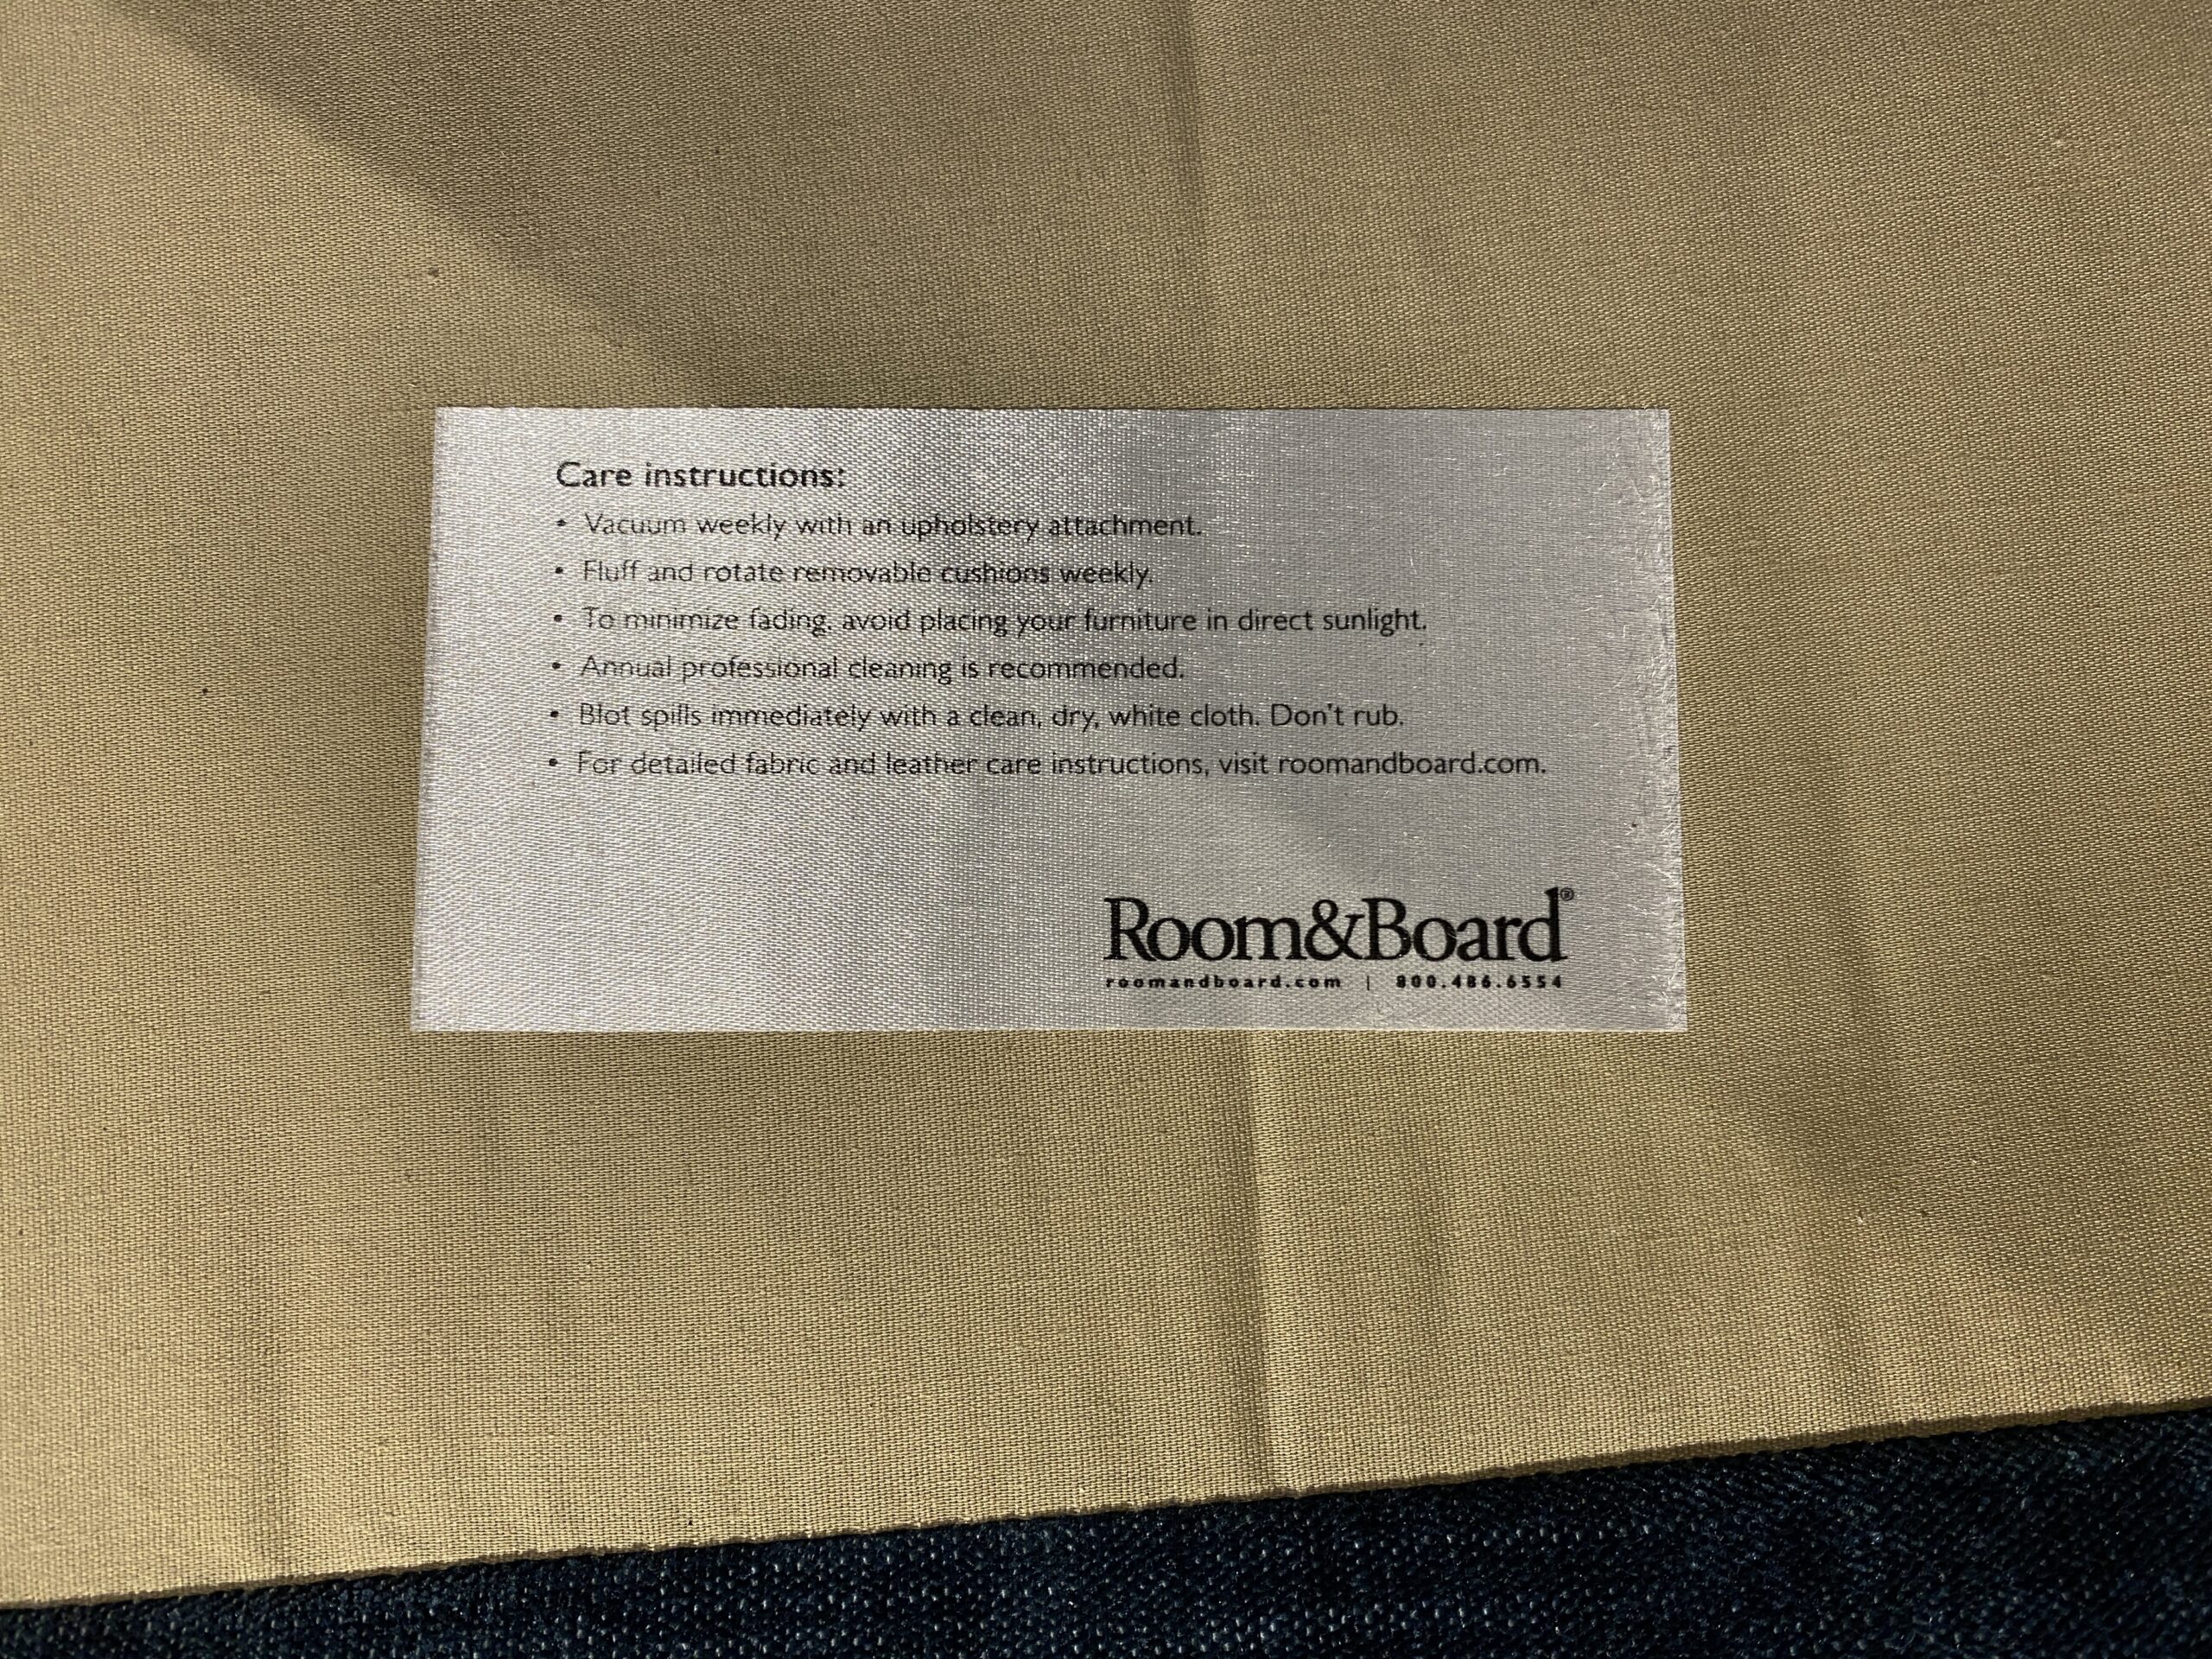 Care instructions:
• Vacuum weekly with an upholstery attachment.
• Fluff and rotate removable cushions weekly.
• To minimize fading, avoid placing your furniture in direct sunlight.
• Annual professional cleaning is recommended.
• Blot spills immediately with a clean, dry, white cloth. Don't rub.
• For detailed fabric and leather care instructions, visit roomandboard.com.
Room&Board®
roomandboard.com | 800.486.6554